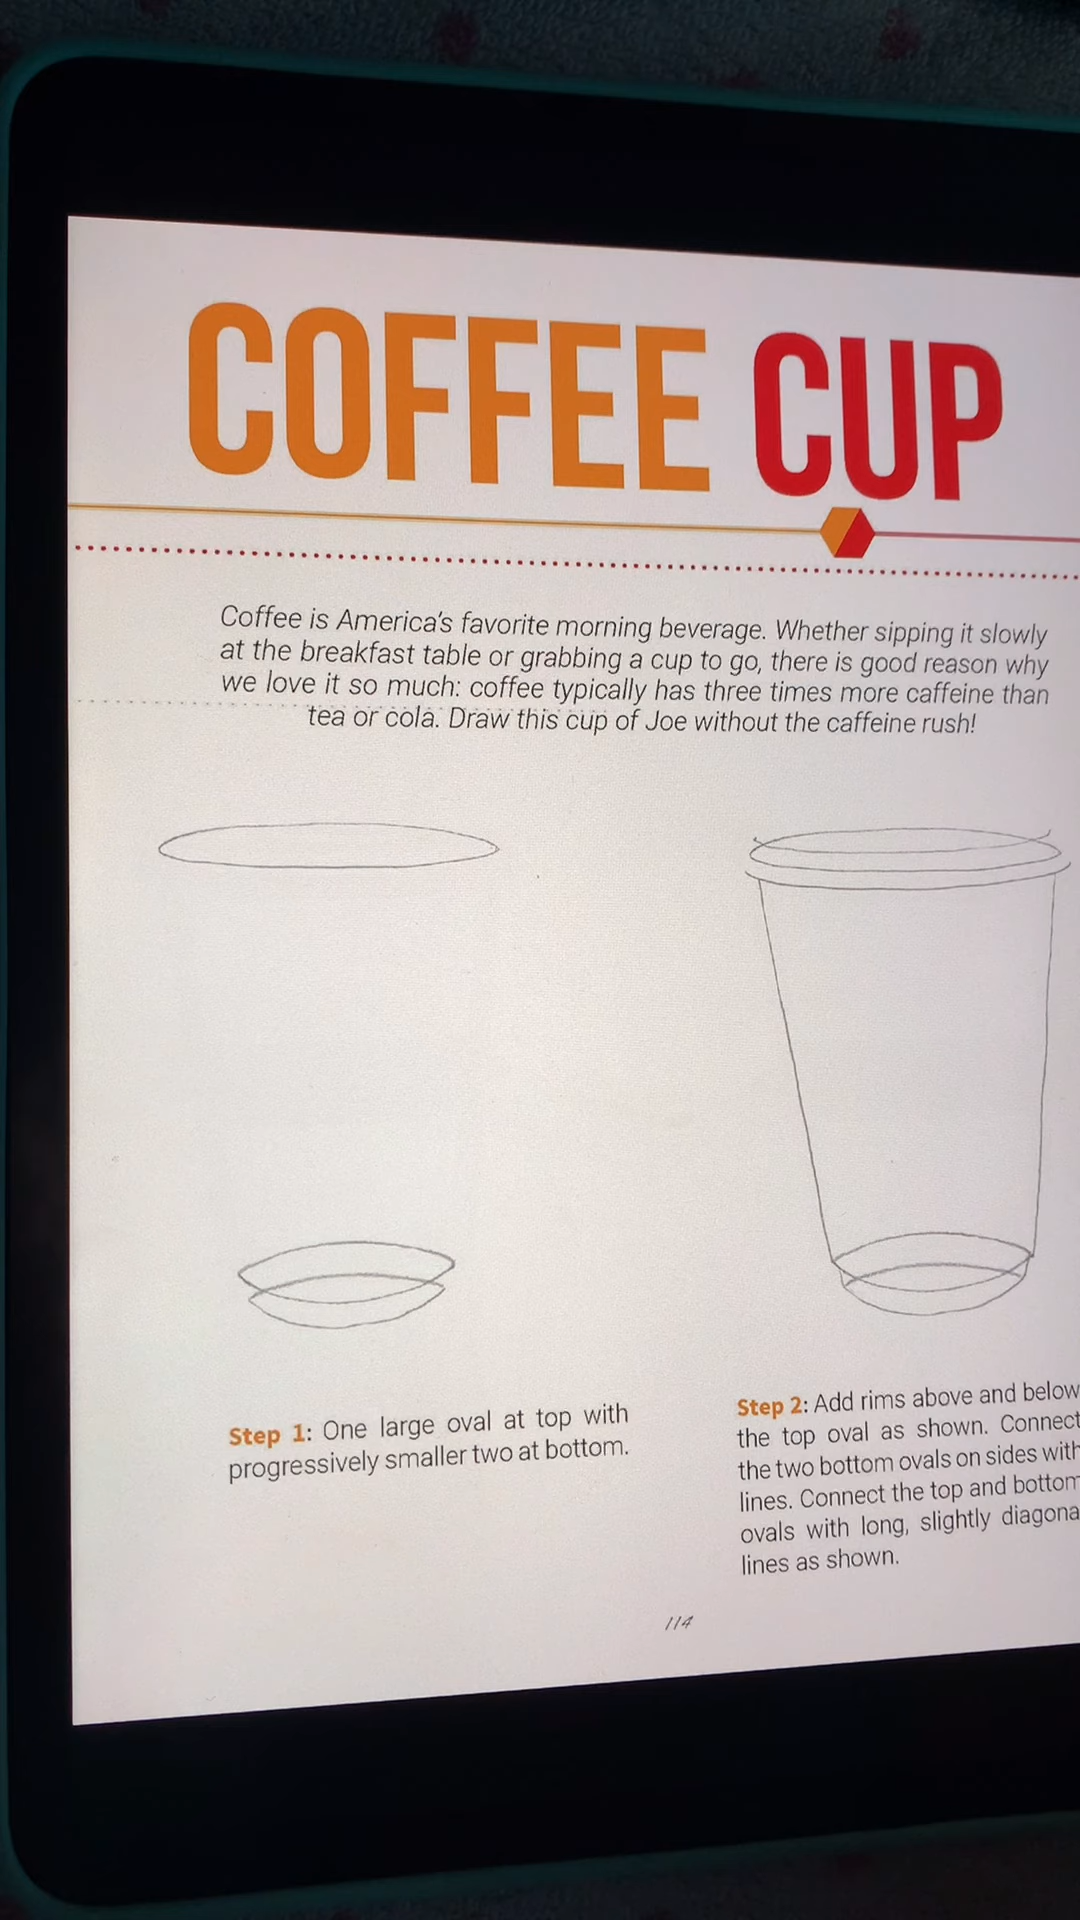 COFFEE CUP
Coffee is America's favorite morning beverage. Whether sipping it slowly
at the breakfast table or grabbing a cup to go, there is good reason why
we love it so much: coffee typically has three times more caffeine than
tea or cola. Draw this cup of Joe without the caffeine rush!
Step 1: One large oval at top with
progressively smaller two at bottom.
Step 2: Add rims above and below
the top oval as shown. Connect
the two bottom ovals on sides with
lines. Connect the top and bottom
ovals with long, slightly diagona
lines as shown.
114